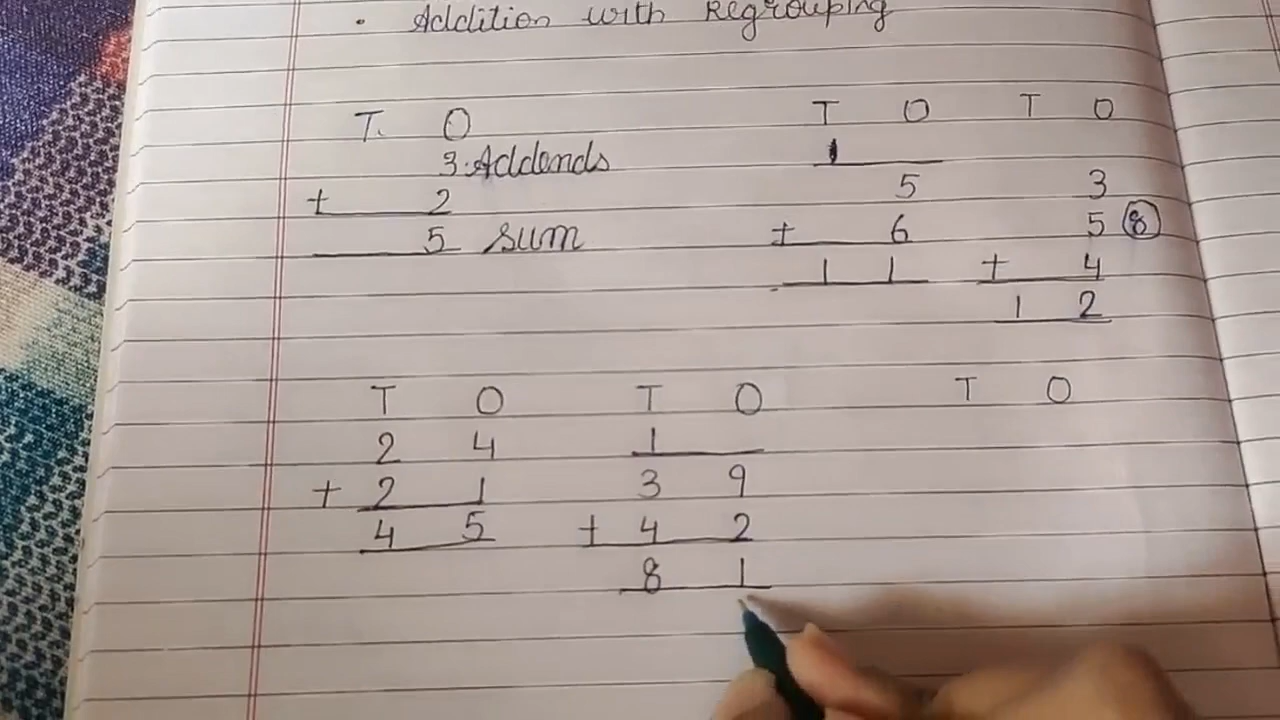 • Addition with Regrouping
T. O
3. Addends
+ 2
5 sum
T O
1
5
+ 6
1 1
T O
3
5 8
+ 4
1 2
T O
2 4
+ 2 1
4 5
T O
1
3 9
+ 4 2
8 1
T O